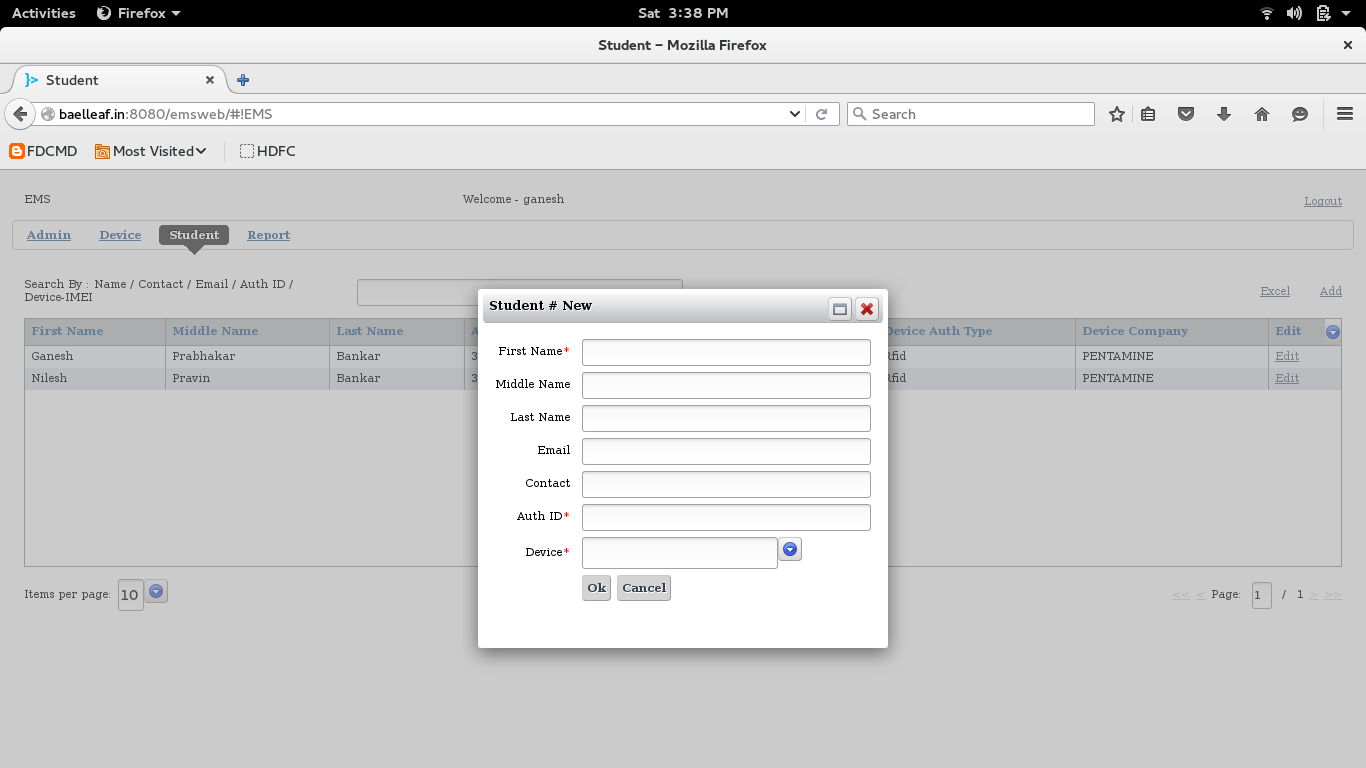 Activities Firefox Sat 3:38 PM
Student - Mozilla Firefox
Student
baelleaf.in:8080/emsweb/#!EMS Search
FDCMD Most Visited HDFC
EMS Welcome - ganesh Logout
Admin Device Student Report
Search By : Name / Contact / Email / Auth ID /
Device-IMEI
Excel Add
First Name Middle Name Last Name A Device Auth Type Device Company Edit
Ganesh Prabhakar Bankar 3 Rfid PENTAMINE Edit
Nilesh Pravin Bankar 3 Rfid PENTAMINE Edit
Student # New
First Name*
Middle Name
Last Name
Email
Contact
Auth ID*
Device*
Ok Cancel
Items per page: 10 << < Page: 1 / 1 > >>